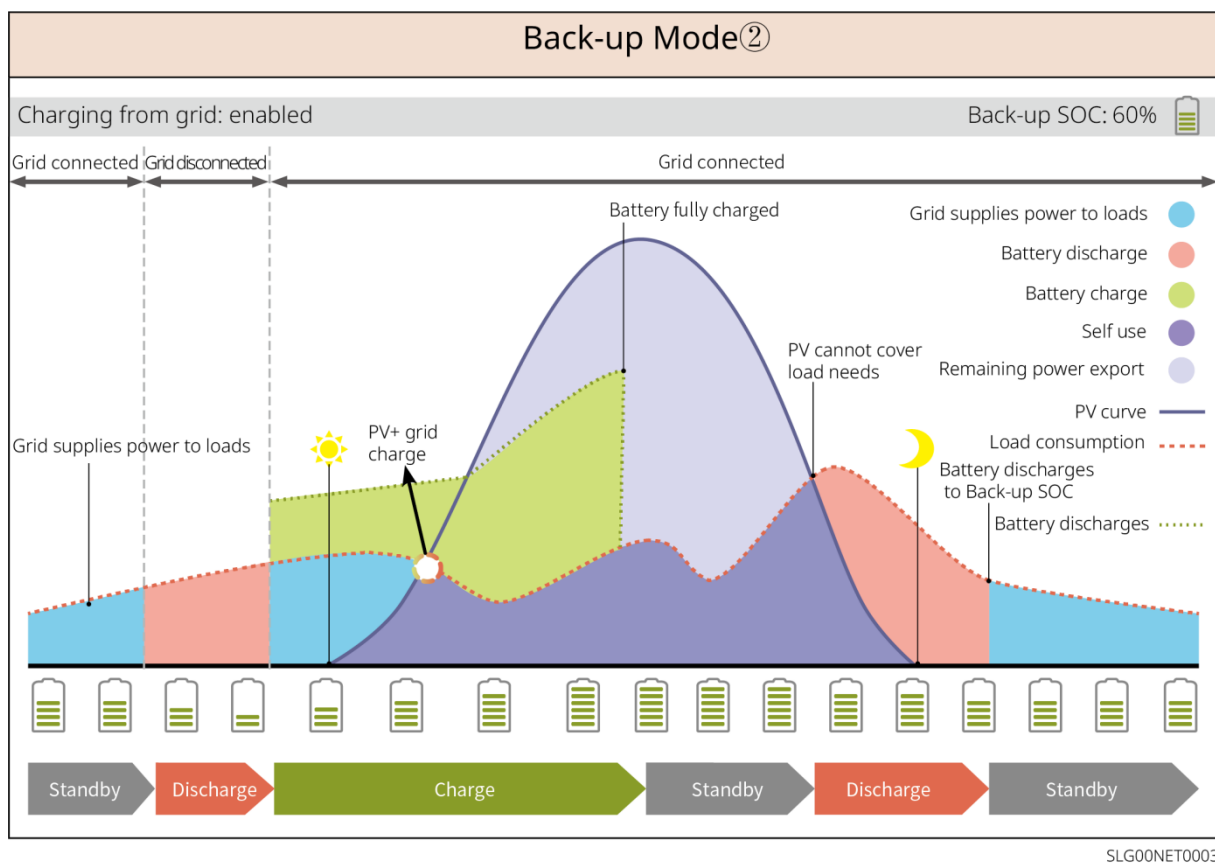 Back-up Mode②
Charging from grid: enabled
Back-up SOC: 60%
Grid connected
Grid disconnected
Grid connected
Battery fully charged
Grid supplies power to loads
Battery discharge
Battery charge
Self use
Remaining power export
PV curve
Load consumption
Battery discharges
PV cannot cover
load needs
Grid supplies power to loads
PV+ grid
charge
Battery discharges
to Back-up SOC
Standby
Discharge
Charge
Standby
Discharge
Standby
SLG00NET0003